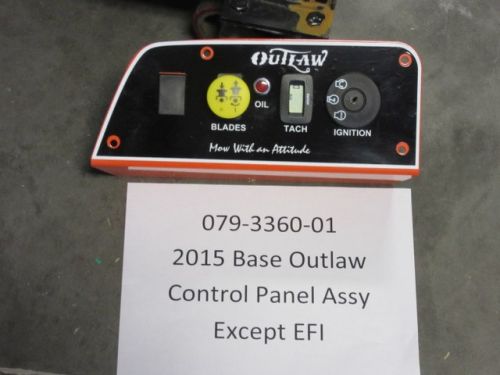 OUTLAW
OIL
BLADES
TACH
IGNITION
Mow With an Attitude
079-3360-01
2015 Base Outlaw
Control Panel Assy
Except EFI